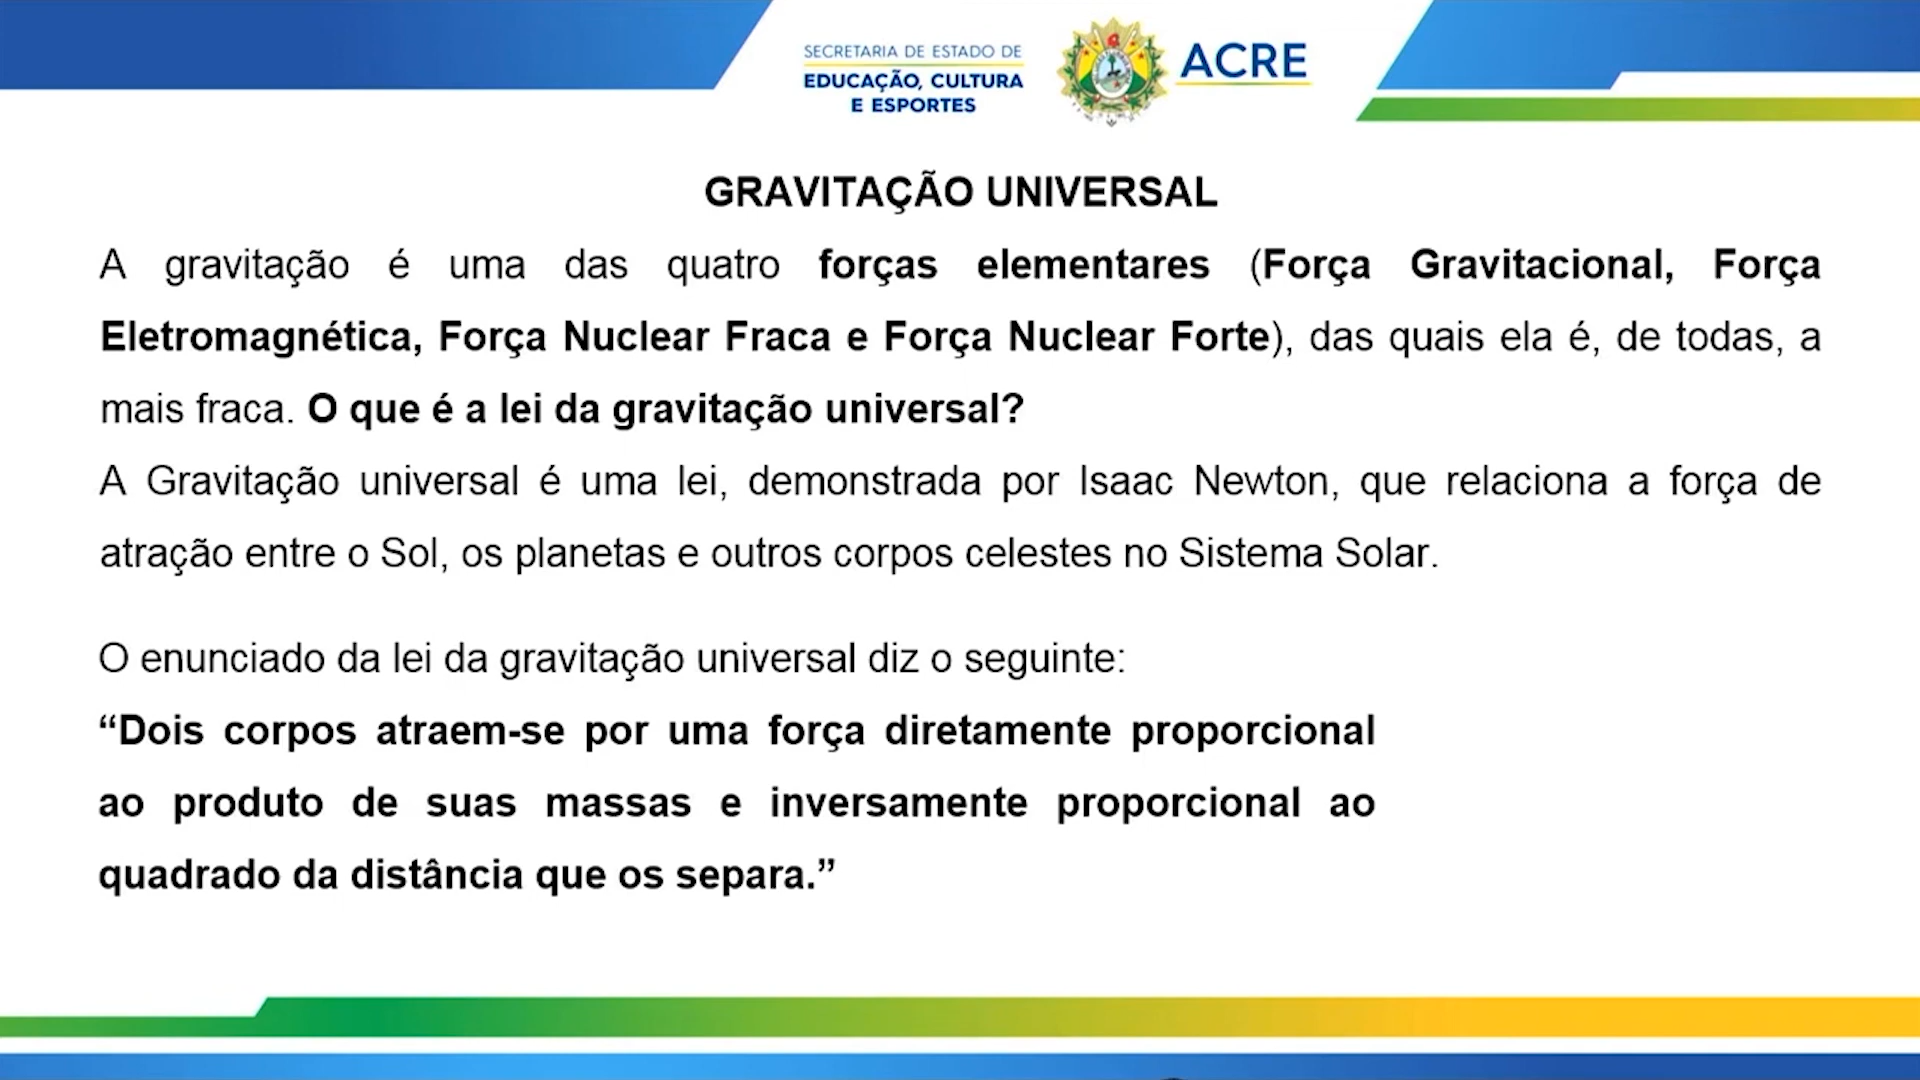 SECRETARIA DE ESTADO DE
EDUCAÇÃO, CULTURA
E ESPORTES
ACRE
GRAVITAÇÃO UNIVERSAL
A gravitação é uma das quatro forças elementares (Força Gravitacional, Força
Eletromagnética, Força Nuclear Fraca e Força Nuclear Forte), das quais ela é, de todas, a
mais fraca. O que é a lei da gravitação universal?
A Gravitação universal é uma lei, demonstrada por Isaac Newton, que relaciona a força de
atração entre o Sol, os planetas e outros corpos celestes no Sistema Solar.
O enunciado da lei da gravitação universal diz o seguinte:
“Dois corpos atraem-se por uma força diretamente proporcional
ao produto de suas massas e inversamente proporcional ao
quadrado da distância que os separa.”